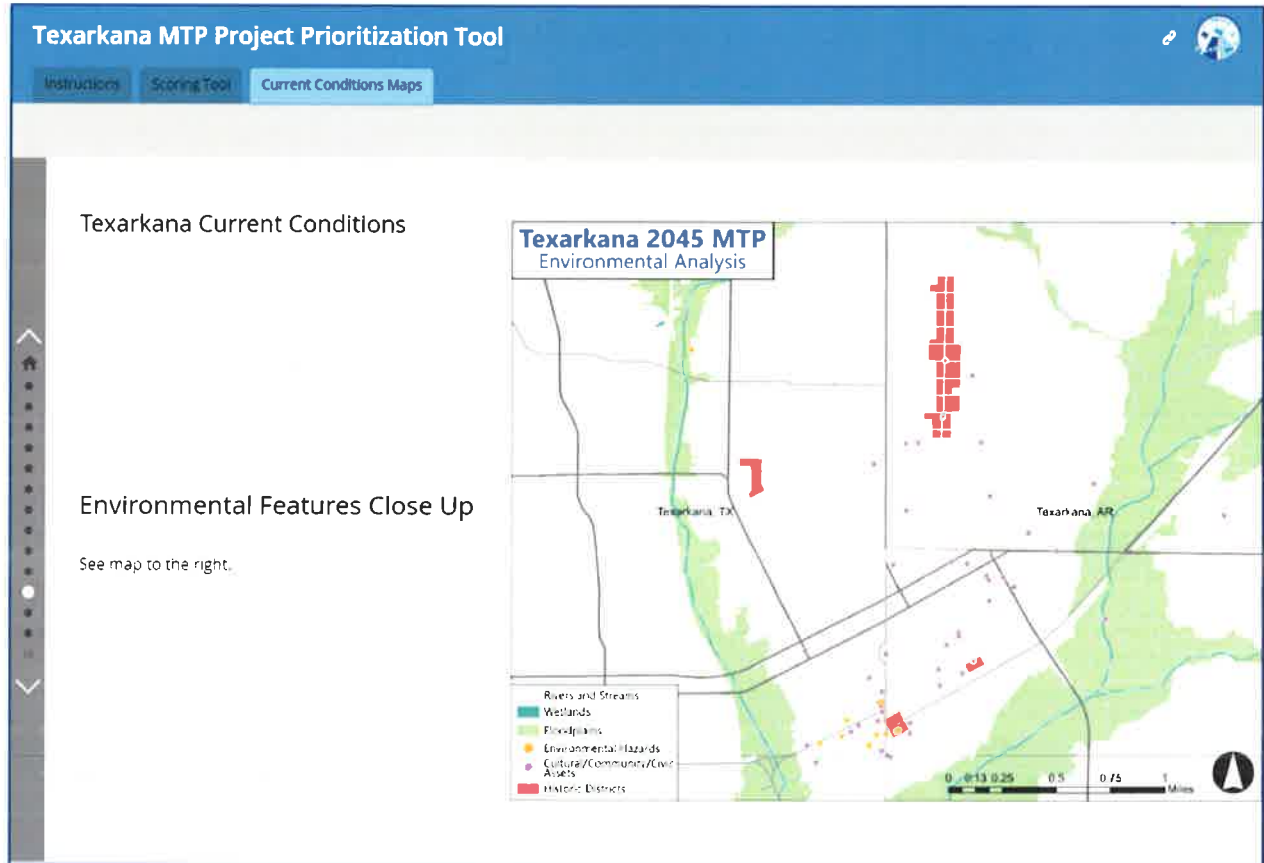 Texarkana MTP Project Prioritization Tool
Instructions
Scoring Tool
Current Conditions Maps
Texarkana Current Conditions
Environmental Features Close Up
See map to the right.
Texarkana 2045 MTP
Environmental Analysis
Texarkana, TX
Texarkana, AR
Rivers and Streams
Wetlands
Floodplains
Environmental Hazards
Cultural/Community/Civic
Assets
Historic Districts
0 0.13 0.25 0.5 0.75 1
Miles